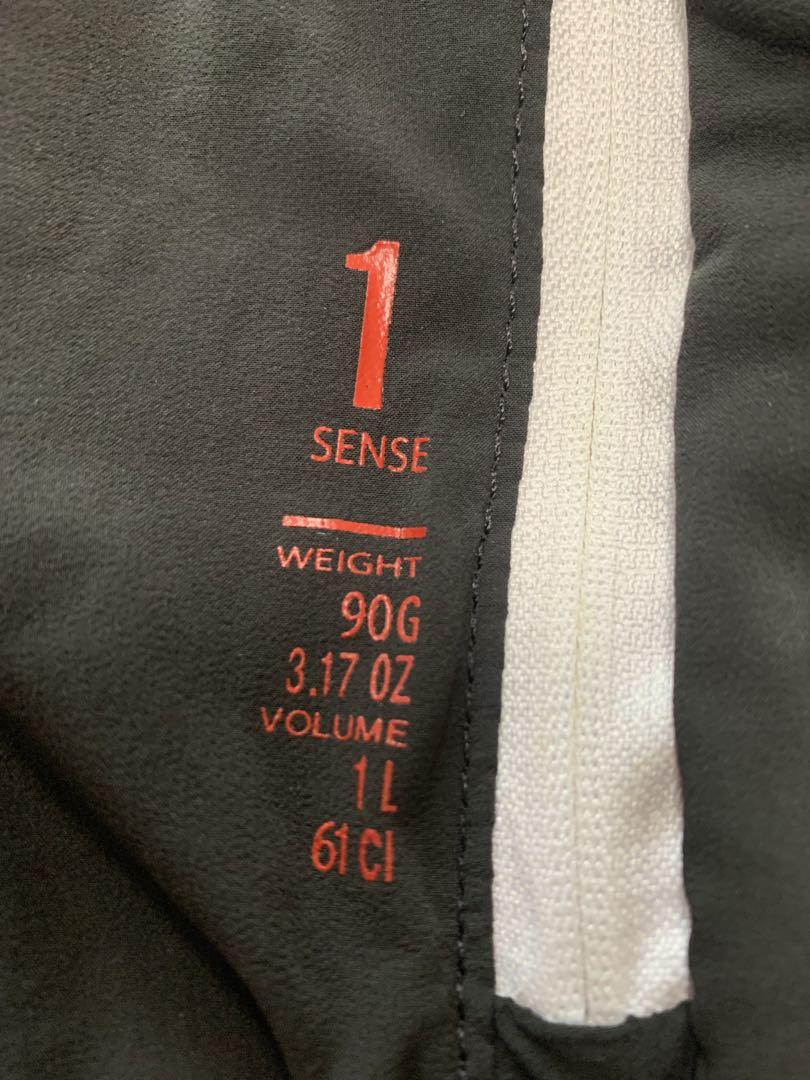 1
SENSE
WEIGHT
90G
3.17 OZ
VOLUME
1 L
61 CI